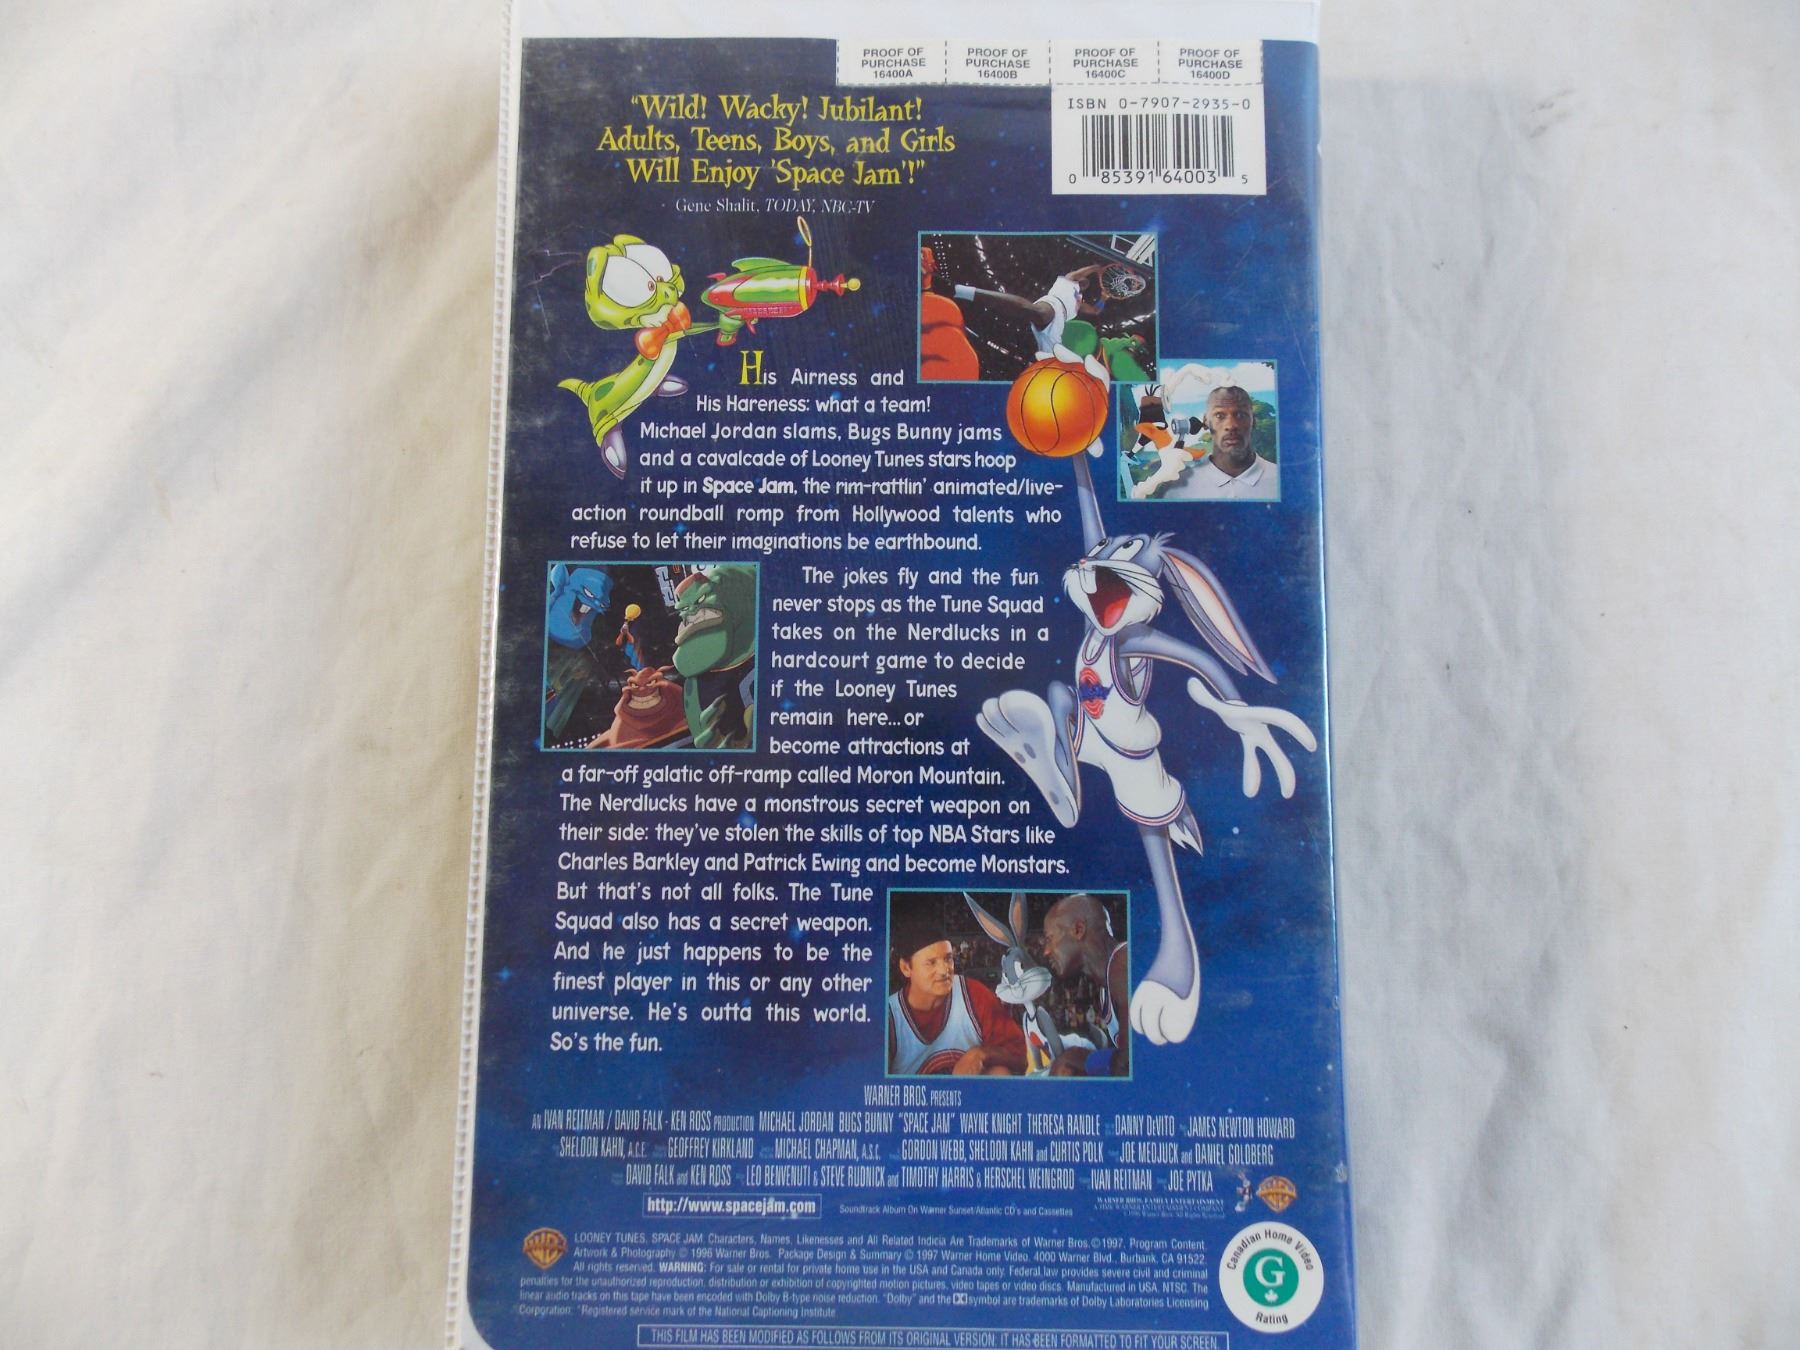 PROOF OF PURCHASE 16400A
PROOF OF PURCHASE 16400B
PROOF OF PURCHASE 16400C
PROOF OF PURCHASE 16400D
ISBN 0-7907-2935-0
0 85391 64003 5
"Wild! Wacky! Jubilant!
Adults, Teens, Boys, and Girls
Will Enjoy 'Space Jam'!"
Gene Shalit, TODAY, NBC-TV
His Airness and
His Hareness: what a team!
Michael Jordan slams, Bugs Bunny jams
and a cavalcade of Looney Tunes stars hoop
it up in Space Jam, the rim-rattlin' animated/live-
action roundball romp from Hollywood talents who
refuse to let their imaginations be earthbound.
The jokes fly and the fun
never stops as the Tune Squad
takes on the Nerdlucks in a
hardcourt game to decide
if the Looney Tunes
remain here...or
become attractions at
a far-off galatic off-ramp called Moron Mountain.
The Nerdlucks have a monstrous secret weapon on
their side: they've stolen the skills of top NBA Stars like
Charles Barkley and Patrick Ewing and become Monstars.
But that's not all folks. The Tune
Squad also has a secret weapon.
And he just happens to be the
finest player in this or any other
universe. He's outta this world.
So's the fun.
WARNER BROS. PRESENTS
AN IVAN REITMAN / DAVID FALK - KEN ROSS PRODUCTION MICHAEL JORDAN BUGS BUNNY "SPACE JAM" WAYNE KNIGHT THERESA RANDLE DANNY DeVITO JAMES NEWTON HOWARD
SHELDON KAHN, A.C.E. GEOFFREY KIRKLAND MICHAEL CHAPMAN, A.S.C. GORDON WEBB, SHELDON KAHN and CURTIS POLK JOE MEDJUCK and DANIEL GOLDBERG
DAVID FALK and KEN ROSS LEO BENVENUTI & STEVE RUDNICK and TIMOTHY HARRIS & HERSCHEL WEINGROD IVAN REITMAN JOE PYTKA
http://www.spacejam.com
Soundtrack Album On Warner Sunset/Atlantic CD's and Cassettes
WARNER BROS. FAMILY ENTERTAINMENT
A TIME WARNER ENTERTAINMENT COMPANY
LOONEY TUNES, SPACE JAM, Characters, Names, Likenesses and All Related Indicia Are Trademarks of Warner Bros.©1997. Program Content,
Artwork & Photography © 1996 Warner Bros. Package Design & Summary © 1997 Warner Home Video, 4000 Warner Blvd., Burbank, CA 91522.
All rights reserved. WARNING: For sale or rental for private home use in the USA and Canada only. Federal law provides severe civil and criminal
penalties for the unauthorized reproduction, distribution or exhibition of copyrighted motion pictures, video tapes or video discs. Manufactured in USA. NTSC. The
linear audio tracks on this tape have been encoded with Dolby B-type noise reduction. "Dolby" and the symbol are trademarks of Dolby Laboratories Licensing
Corporation. *Registered service mark of the National Captioning Institute.
Canadian Home Video
G
Rating
THIS FILM HAS BEEN MODIFIED AS FOLLOWS FROM ITS ORIGINAL VERSION: IT HAS BEEN FORMATTED TO FIT YOUR SCREEN.